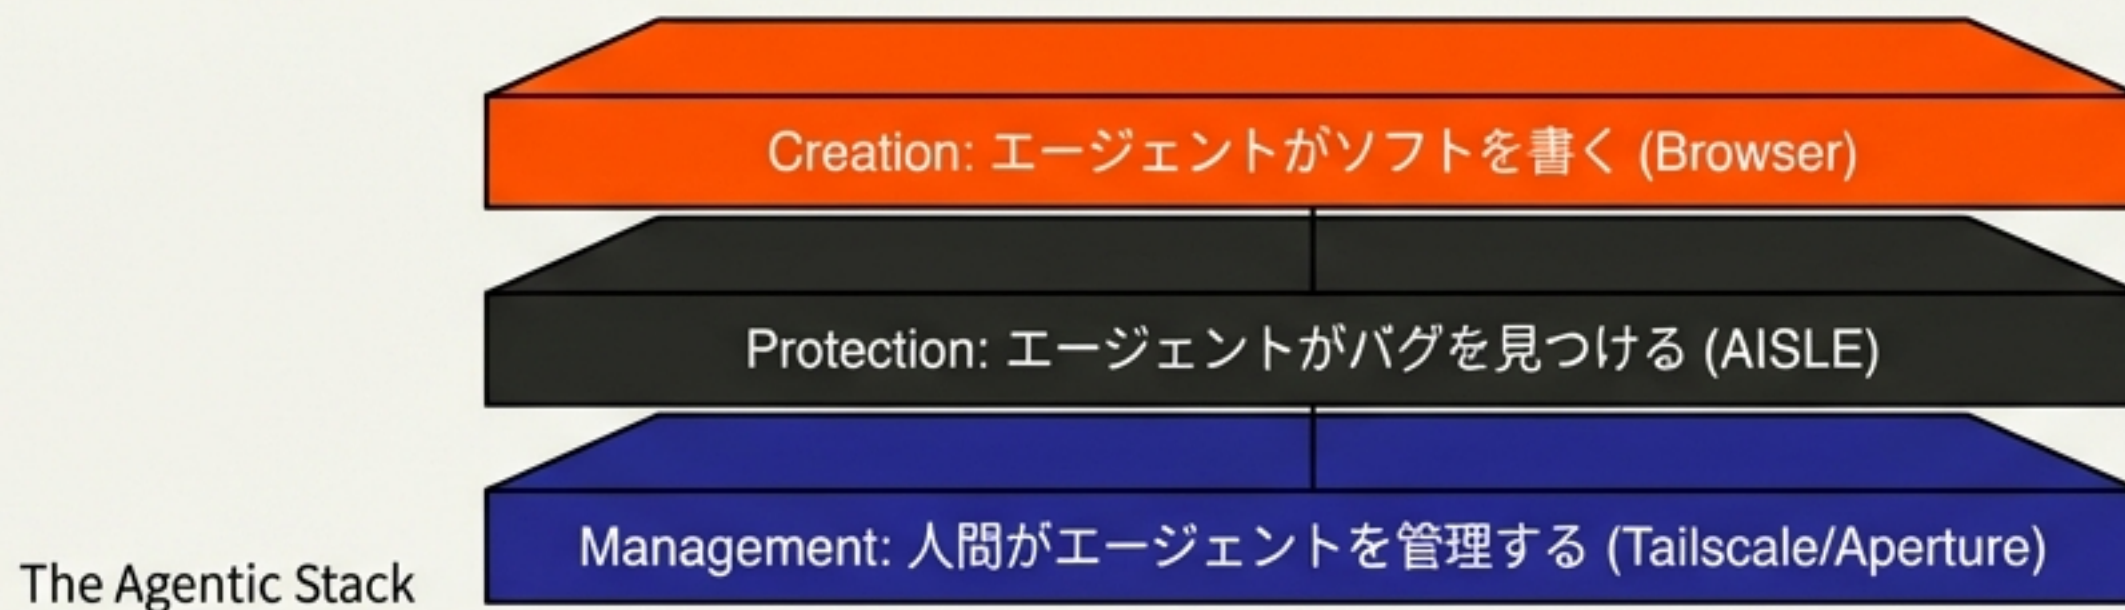 Creation: エージェントがソフトを書く (Browser)
Protection: エージェントがバグを見つける (AISLE)
Management: 人間がエージェントを管理する (Tailscale/Aperture)
The Agentic Stack